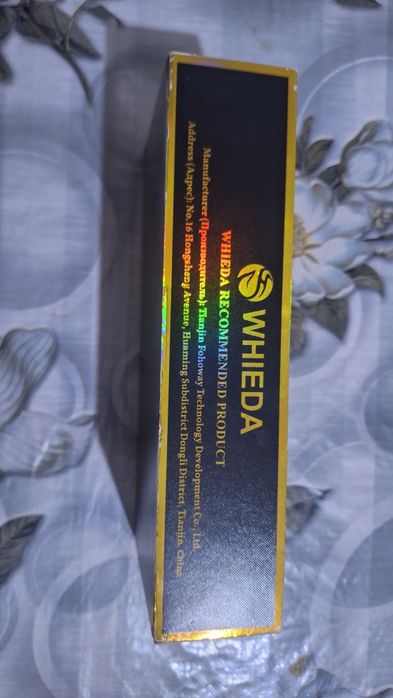 WHIEDA
WHIEDA RECOMMENDED PRODUCT
Manufacturer (Производитель): Tianjin Fohoway Technology Development Co., Ltd
Address (Адрес): No.16 Hongsheng Avenue, Huaming Subdistrict Dongli District, Tianjin, China